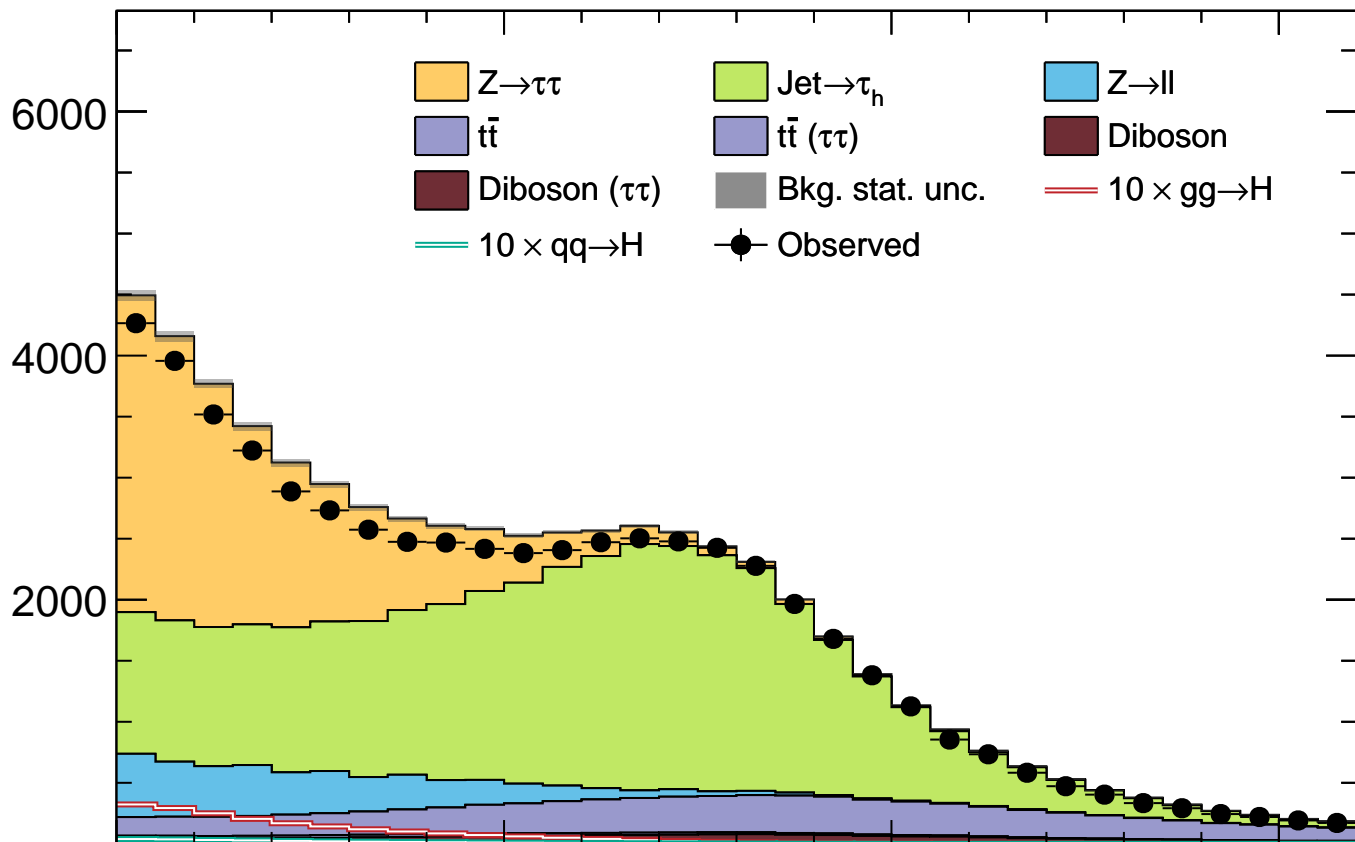 Z→ττ Jet→τₕ Z→ll
6000
tt̄ tt̄ (ττ) Diboson
Diboson (ττ) Bkg. stat. unc. 10 × gg→H
10 × qq→H Observed
4000
2000